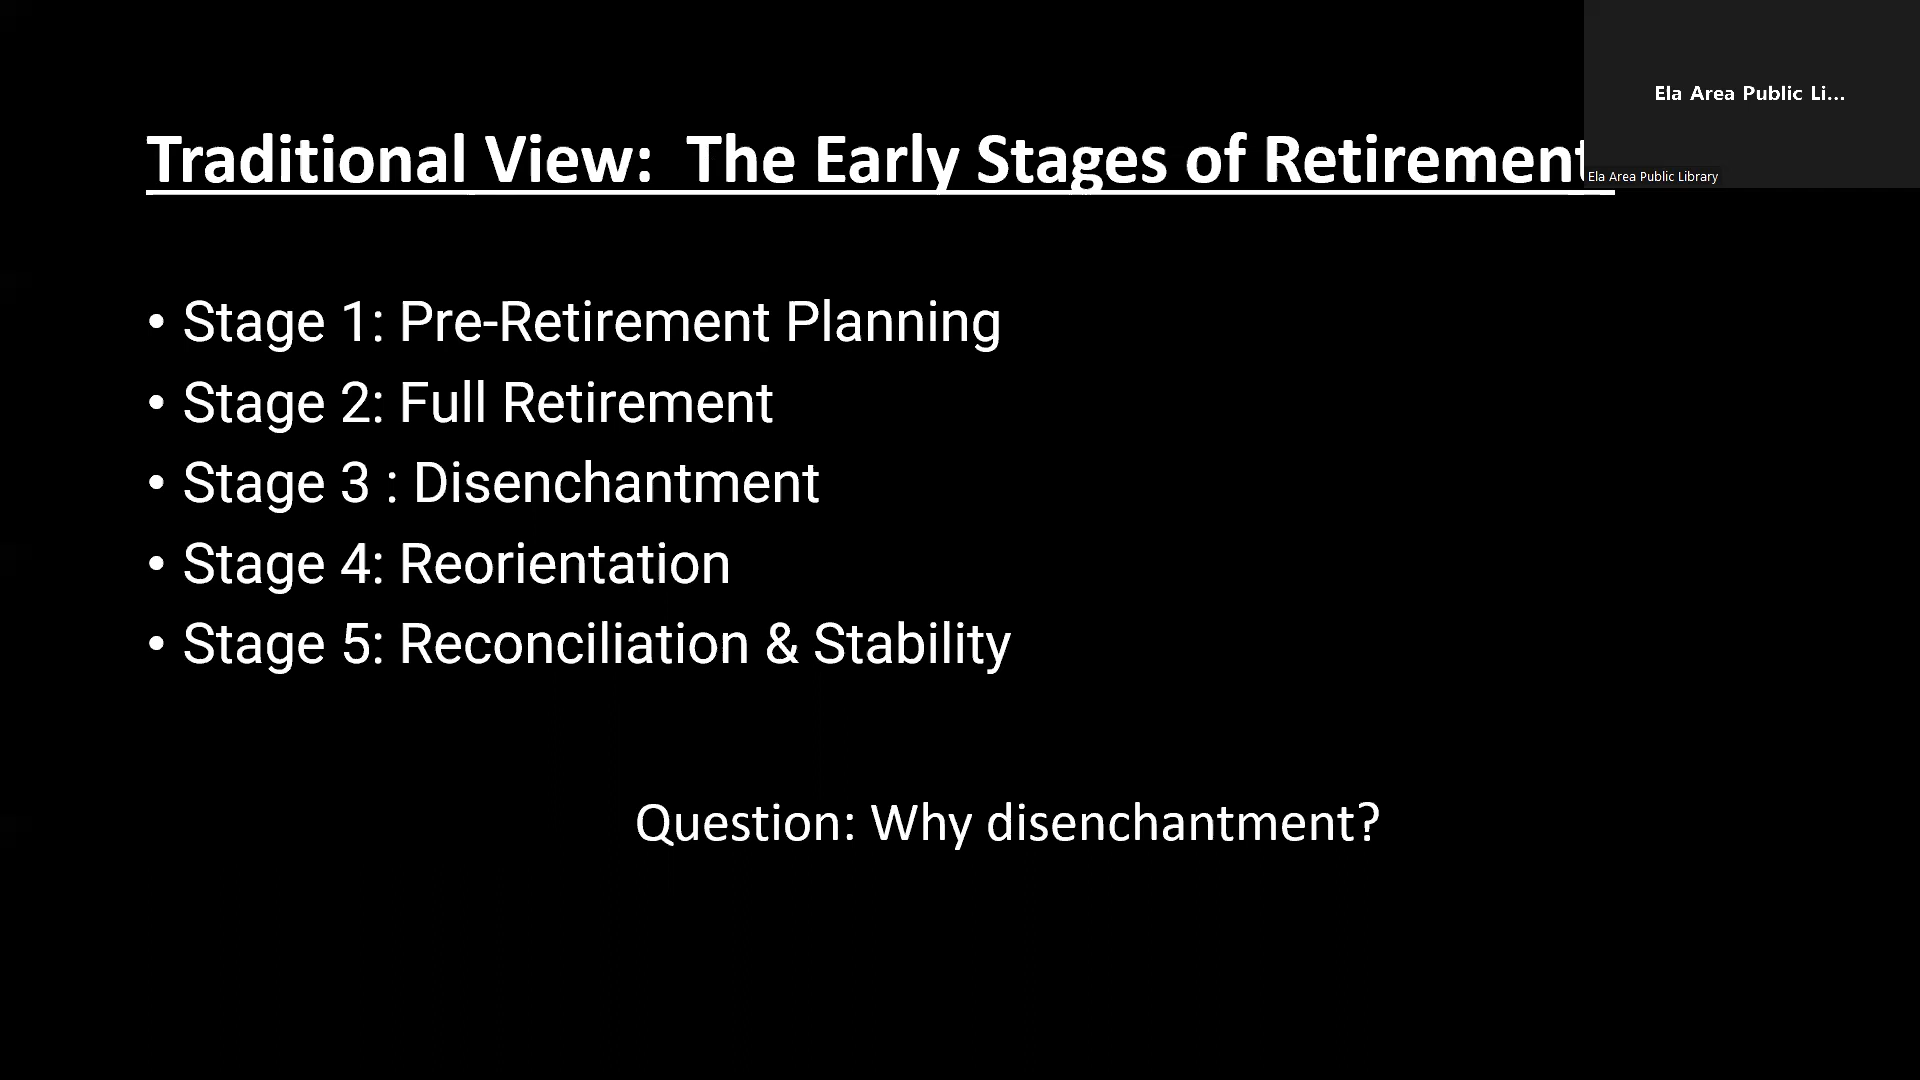 Ela Area Public Li...
Ela Area Public Library
Traditional View:  The Early Stages of Retirement
• Stage 1: Pre-Retirement Planning
• Stage 2: Full Retirement
• Stage 3 : Disenchantment
• Stage 4: Reorientation
• Stage 5: Reconciliation & Stability
Question: Why disenchantment?